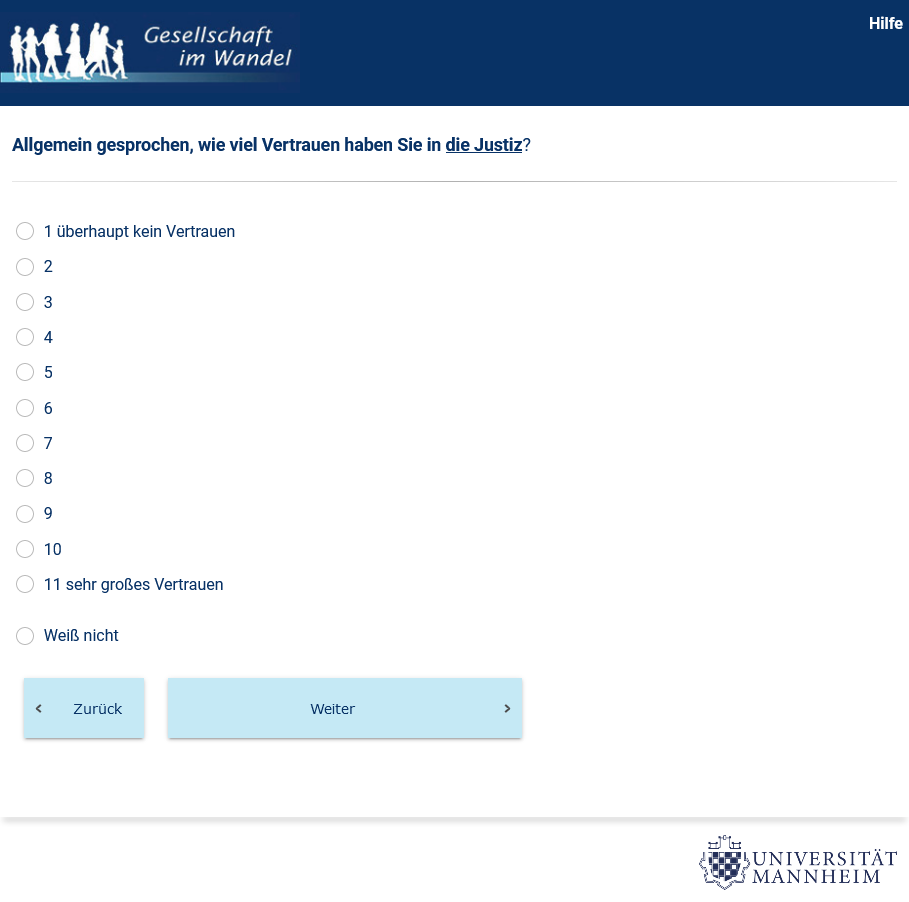 Gesellschaft
im Wandel
Hilfe
Allgemein gesprochen, wie viel Vertrauen haben Sie in die Justiz?
1 überhaupt kein Vertrauen
2
3
4
5
6
7
8
9
10
11 sehr großes Vertrauen
Weiß nicht
Zurück
Weiter
UNIVERSITÄT
MANNHEIM